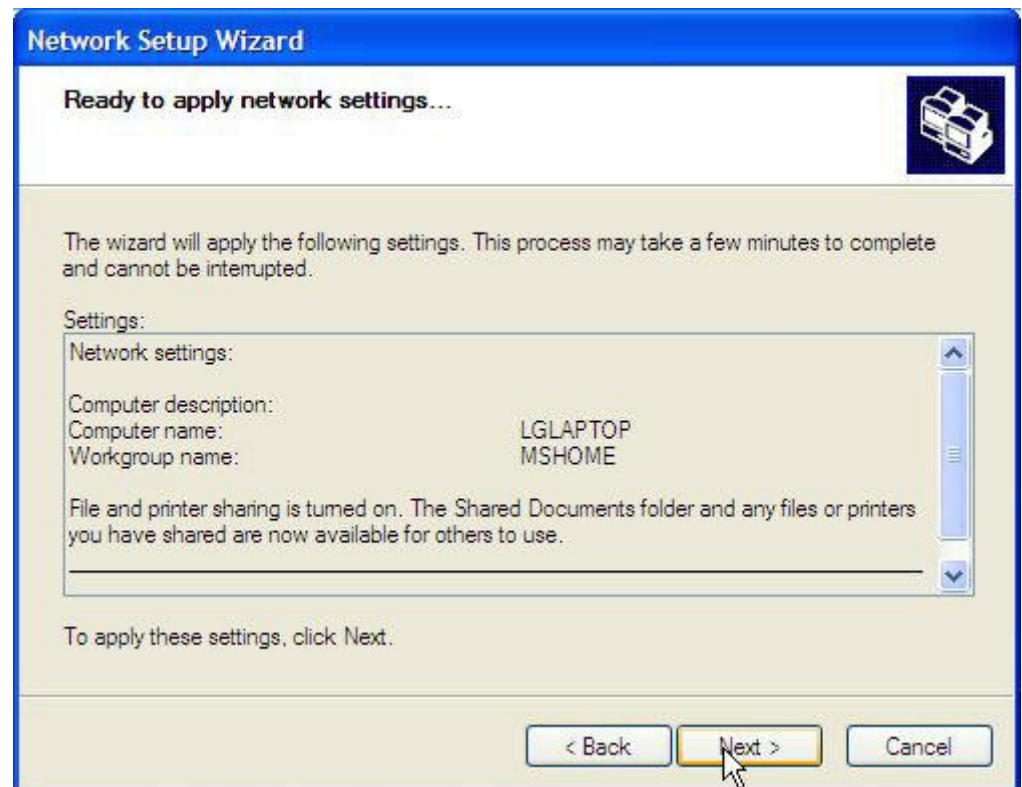 Network Setup Wizard
Ready to apply network settings...
The wizard will apply the following settings. This process may take a few minutes to complete
and cannot be interrupted.
Settings:
Network settings:
Computer description:
Computer name: LGLAPTOP
Workgroup name: MSHOME
File and printer sharing is turned on. The Shared Documents folder and any files or printers
you have shared are now available for others to use.
To apply these settings, click Next.
< Back Next > Cancel